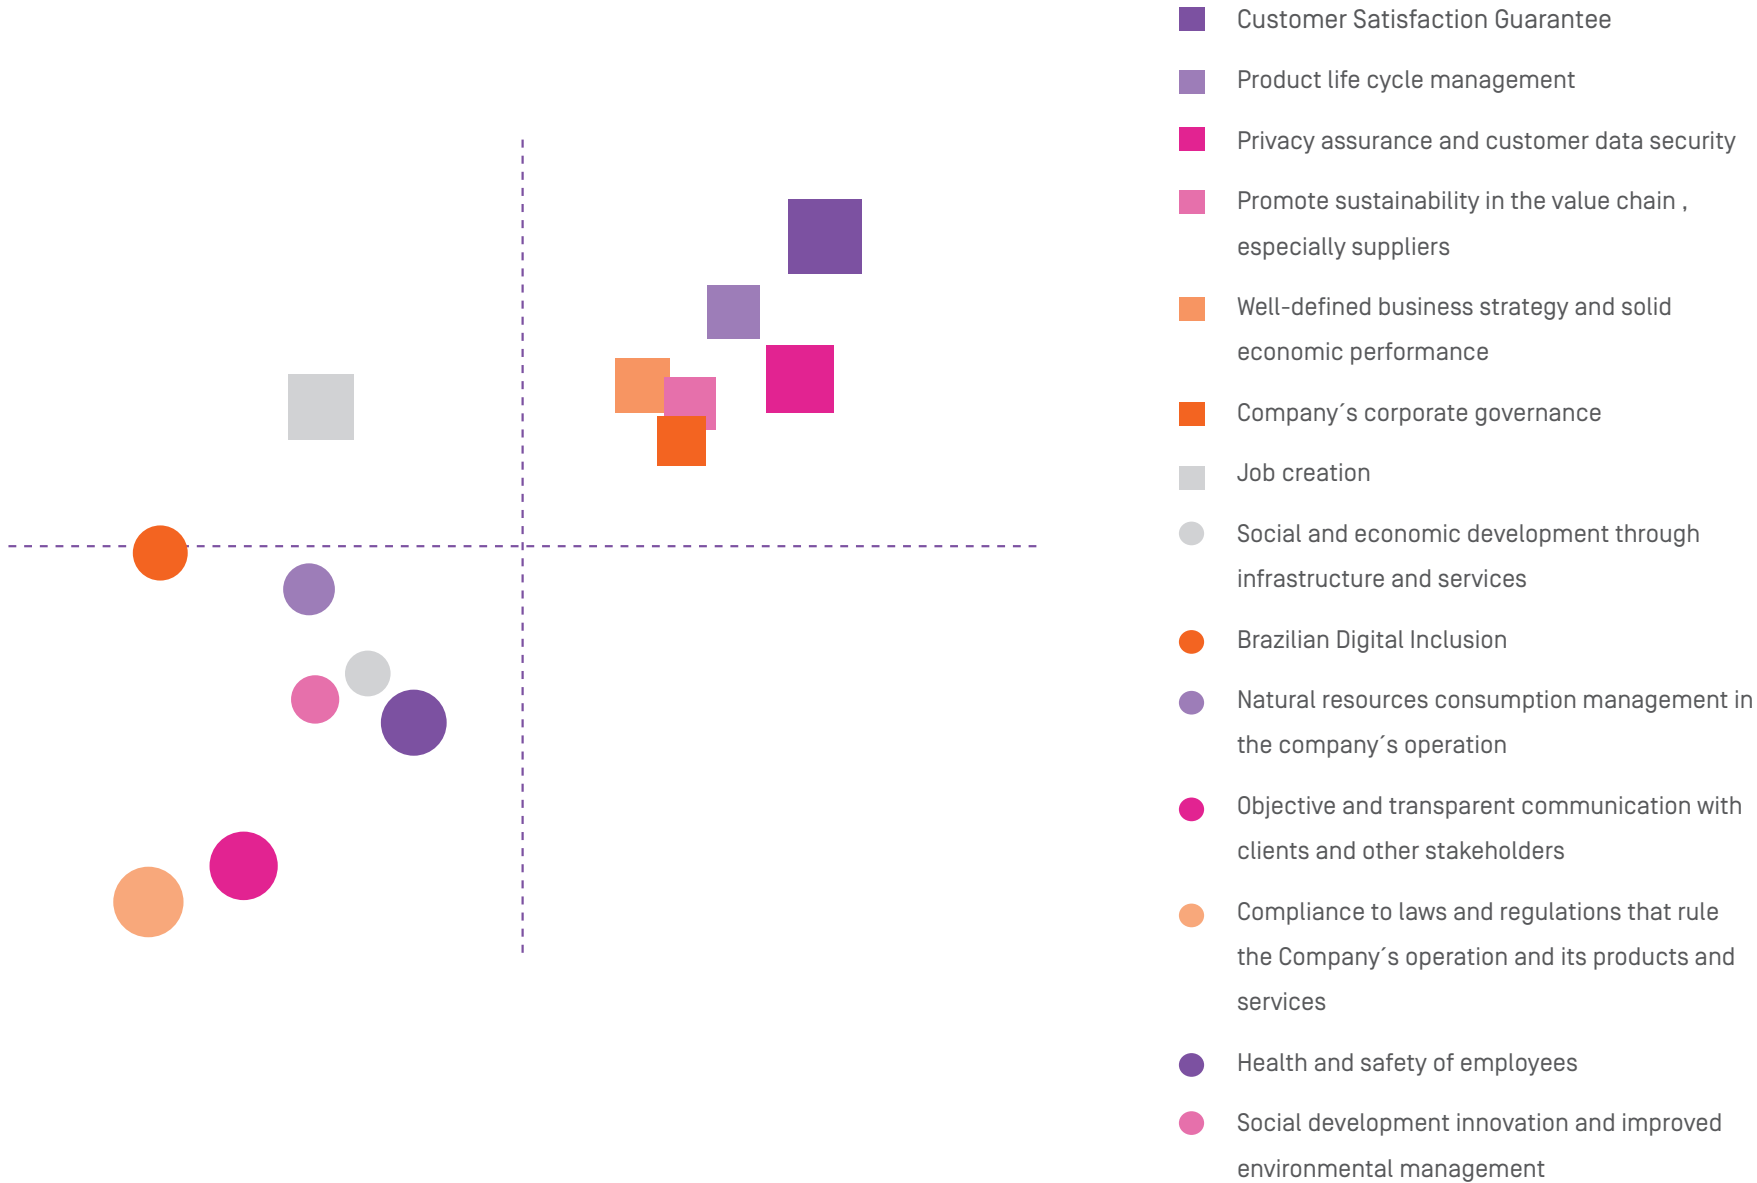 Customer Satisfaction Guarantee
Product life cycle management
Privacy assurance and customer data security
Promote sustainability in the value chain ,
especially suppliers
Well-defined business strategy and solid
economic performance
Company´s corporate governance
Job creation
Social and economic development through
infrastructure and services
Brazilian Digital Inclusion
Natural resources consumption management in
the company´s operation
Objective and transparent communication with
clients and other stakeholders
Compliance to laws and regulations that rule
the Company´s operation and its products and
services
Health and safety of employees
Social development innovation and improved
environmental management